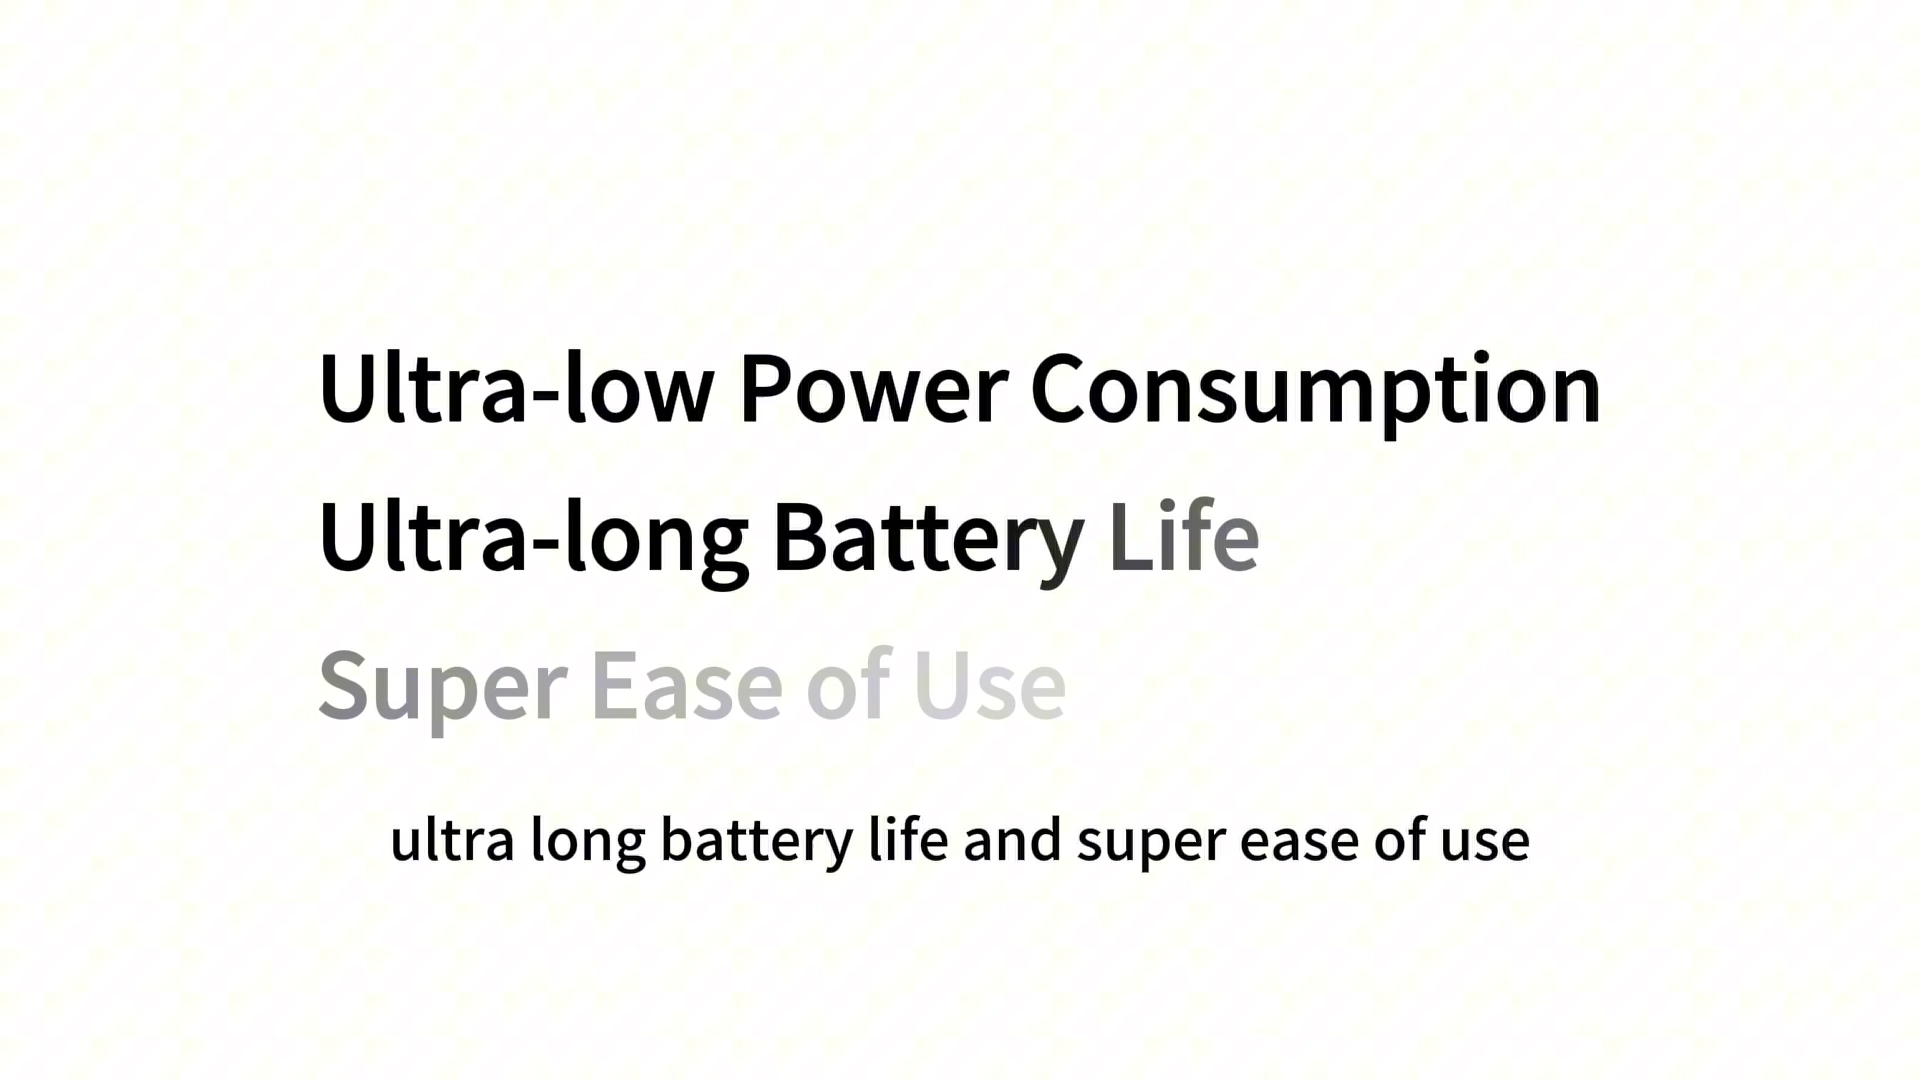 Ultra-low Power Consumption
Ultra-long Battery Life
Super Ease of Use
ultra long battery life and super ease of use